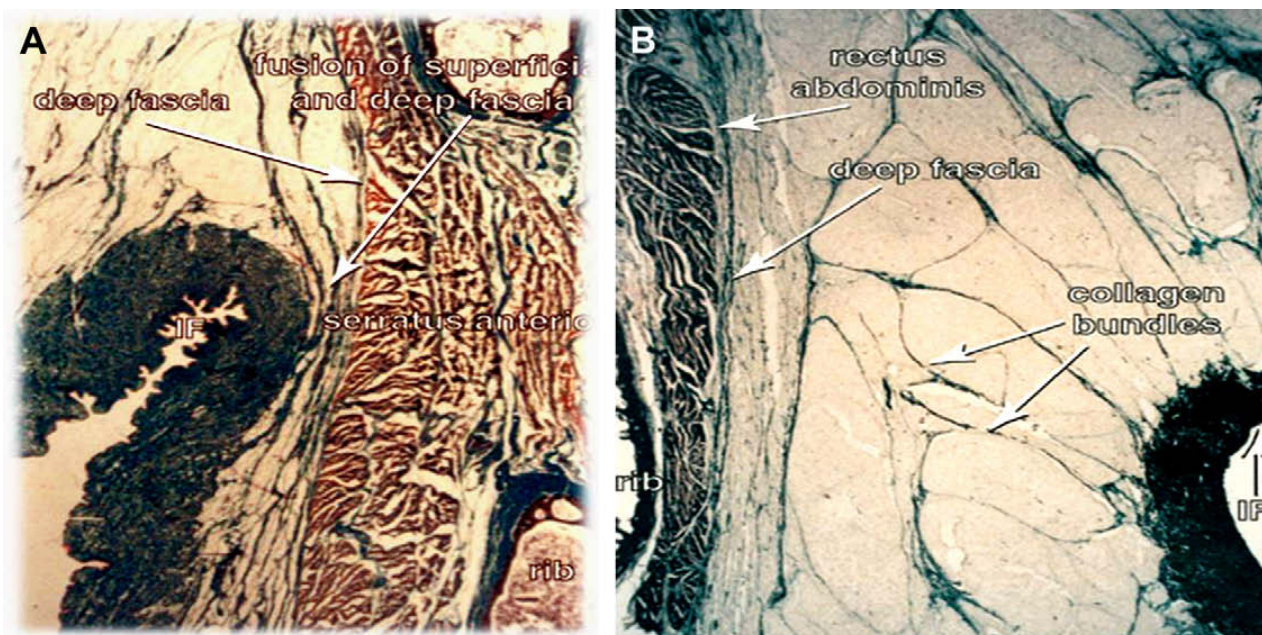 A
fusion of superficia
deep fascia
and deep fascia
IF
serratus anterio
rib
B
rectus
abdominis
deep fascia
collagen
bundles
rib
IF